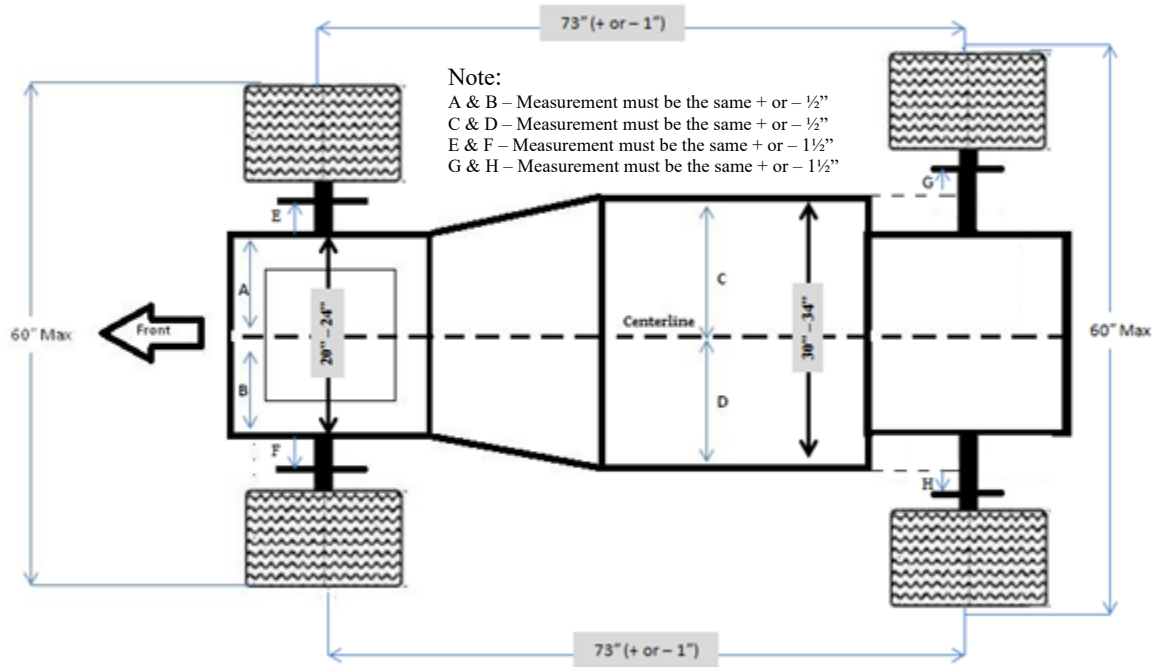 73” (+ or – 1”)
Note:
A & B – Measurement must be the same + or – ½”
C & D – Measurement must be the same + or – ½”
E & F – Measurement must be the same + or – 1½”
G & H – Measurement must be the same + or – 1½”
G
E
A
C
20” – 24”
30” – 34”
Centerline
60” Max
Front
60” Max
B
D
F
H
73” (+ or – 1”)